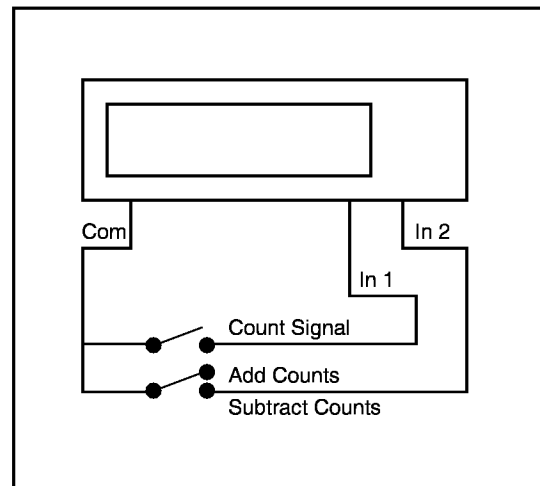 Com
In 2
In 1
Count Signal
Add Counts
Subtract Counts